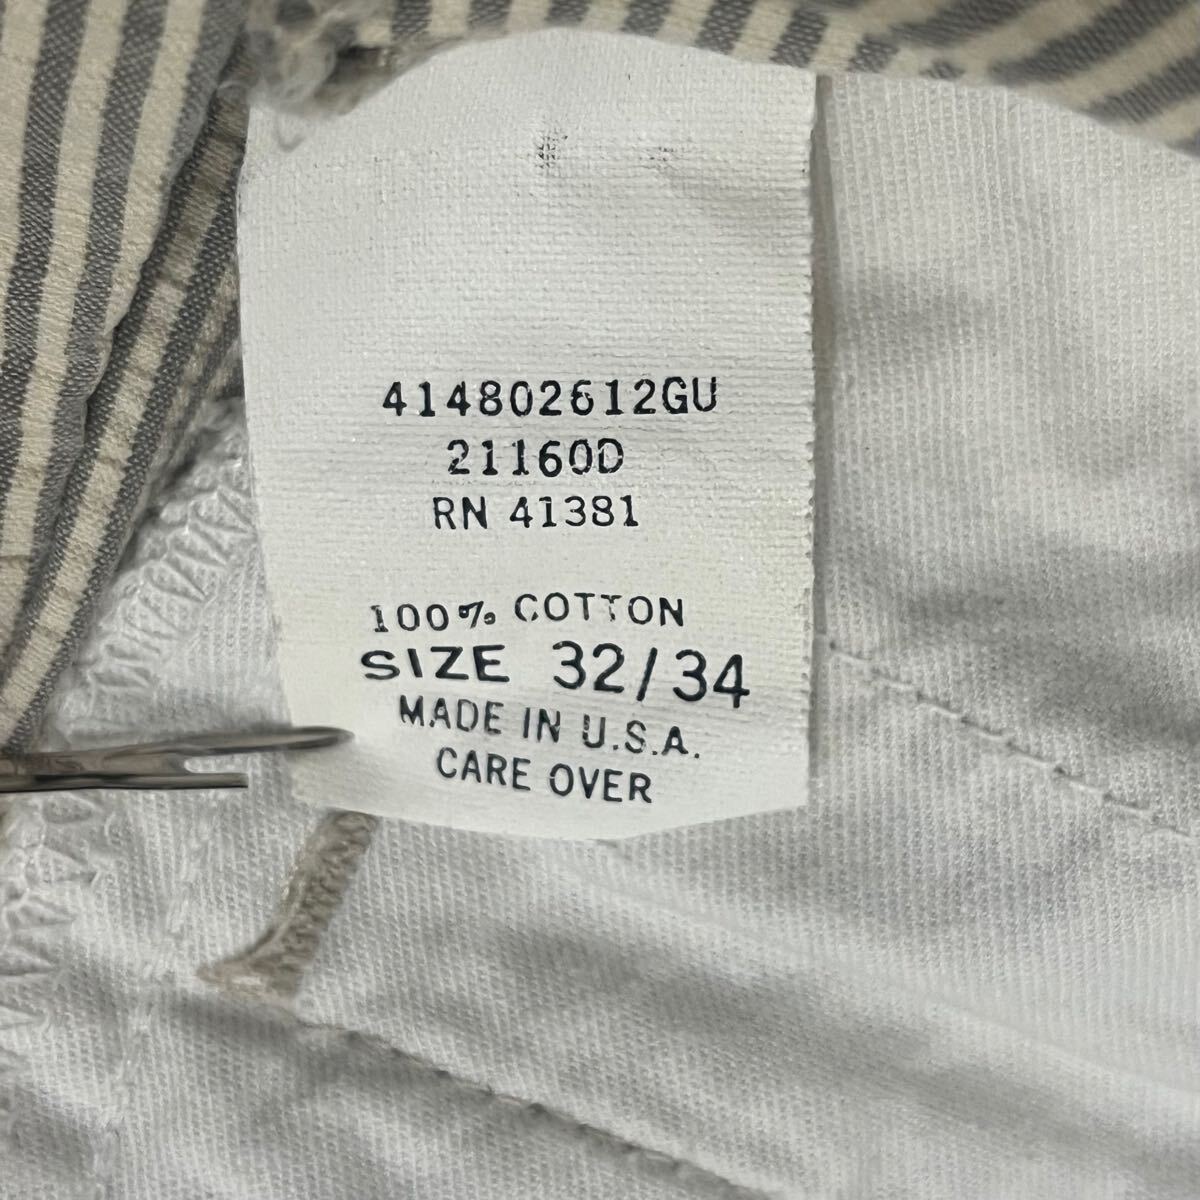 414802612GU
21160D
RN 41381
100% COTTON
SIZE 32/34
MADE IN U.S.A.
CARE OVER